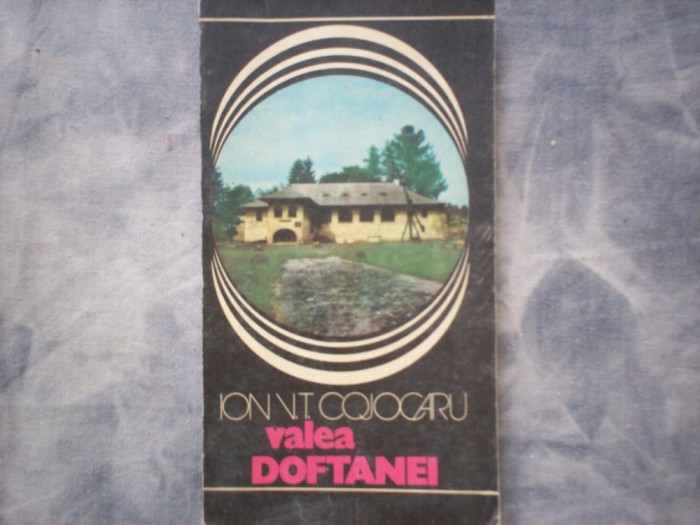 ION V.T. COJOCARU
valea
DOFTANEI